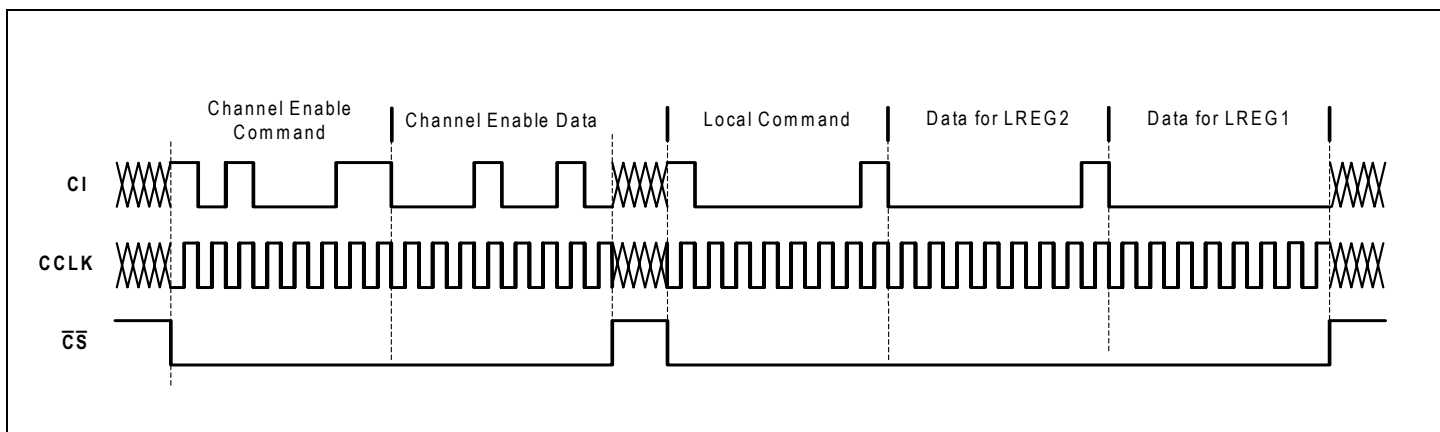 Channel Enable
Command
Channel Enable Data
Local Command
Data for LREG2
Data for LREG1
CI
CCLK
CS